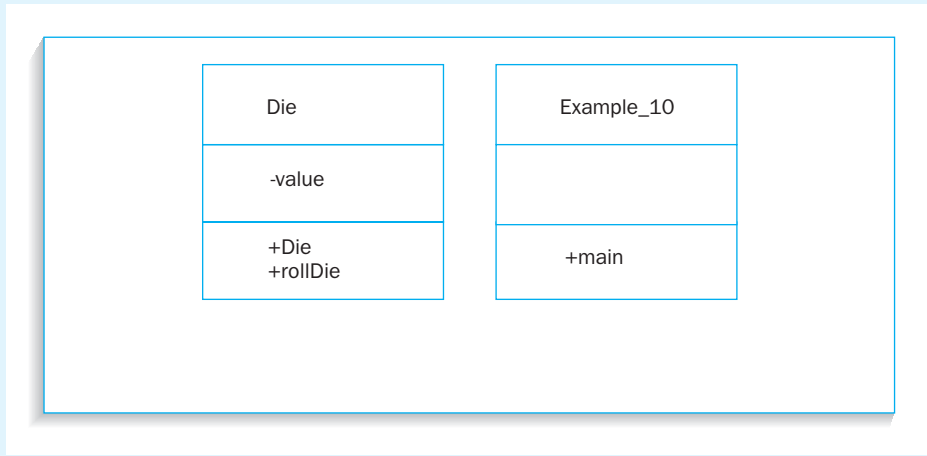 Die
-value
+Die
+rollDie
Example_10
+main